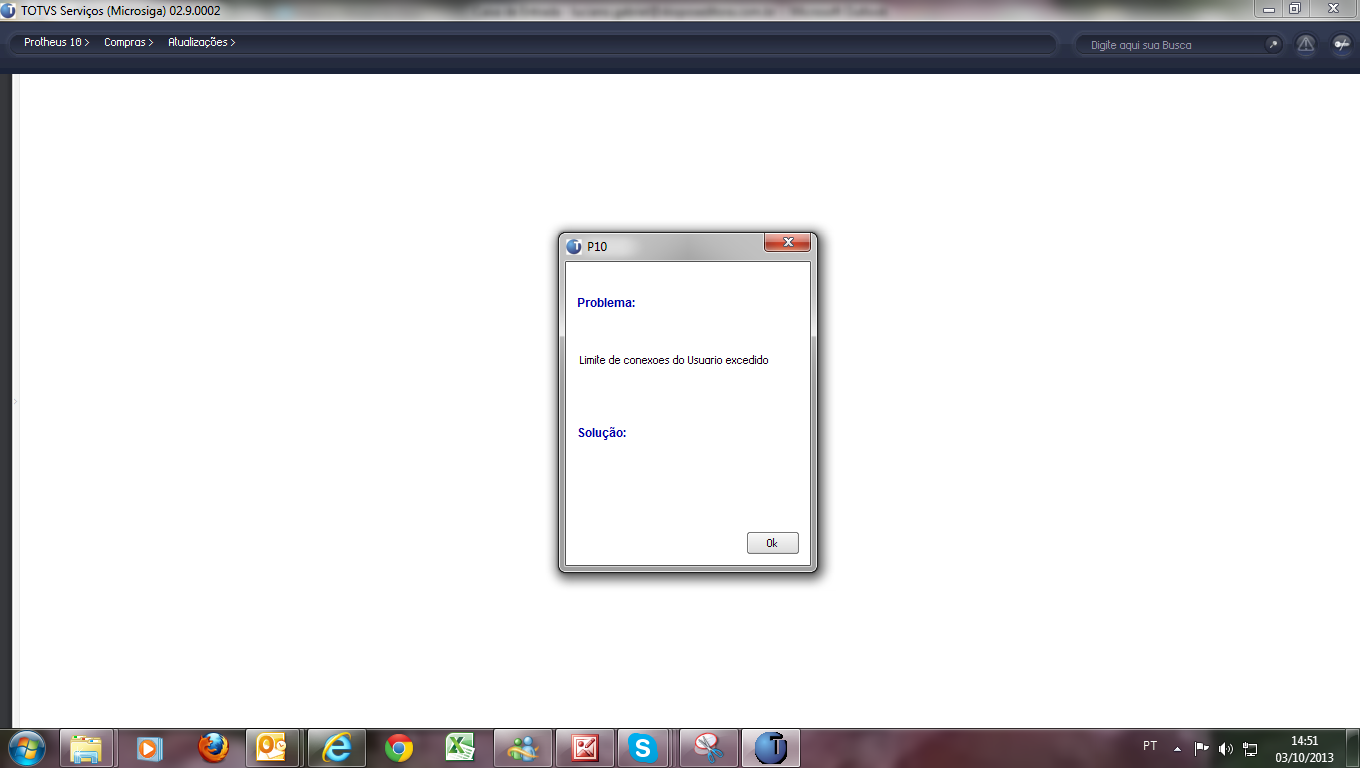 TOTVS Serviços (Microsiga) 02.9.0002
Protheus 10 > Compras > Atualizações >
Digite aqui sua Busca
P10
Problema:
Limite de conexoes do Usuario excedido
Solução:
Ok
PT
14:51
03/10/2013